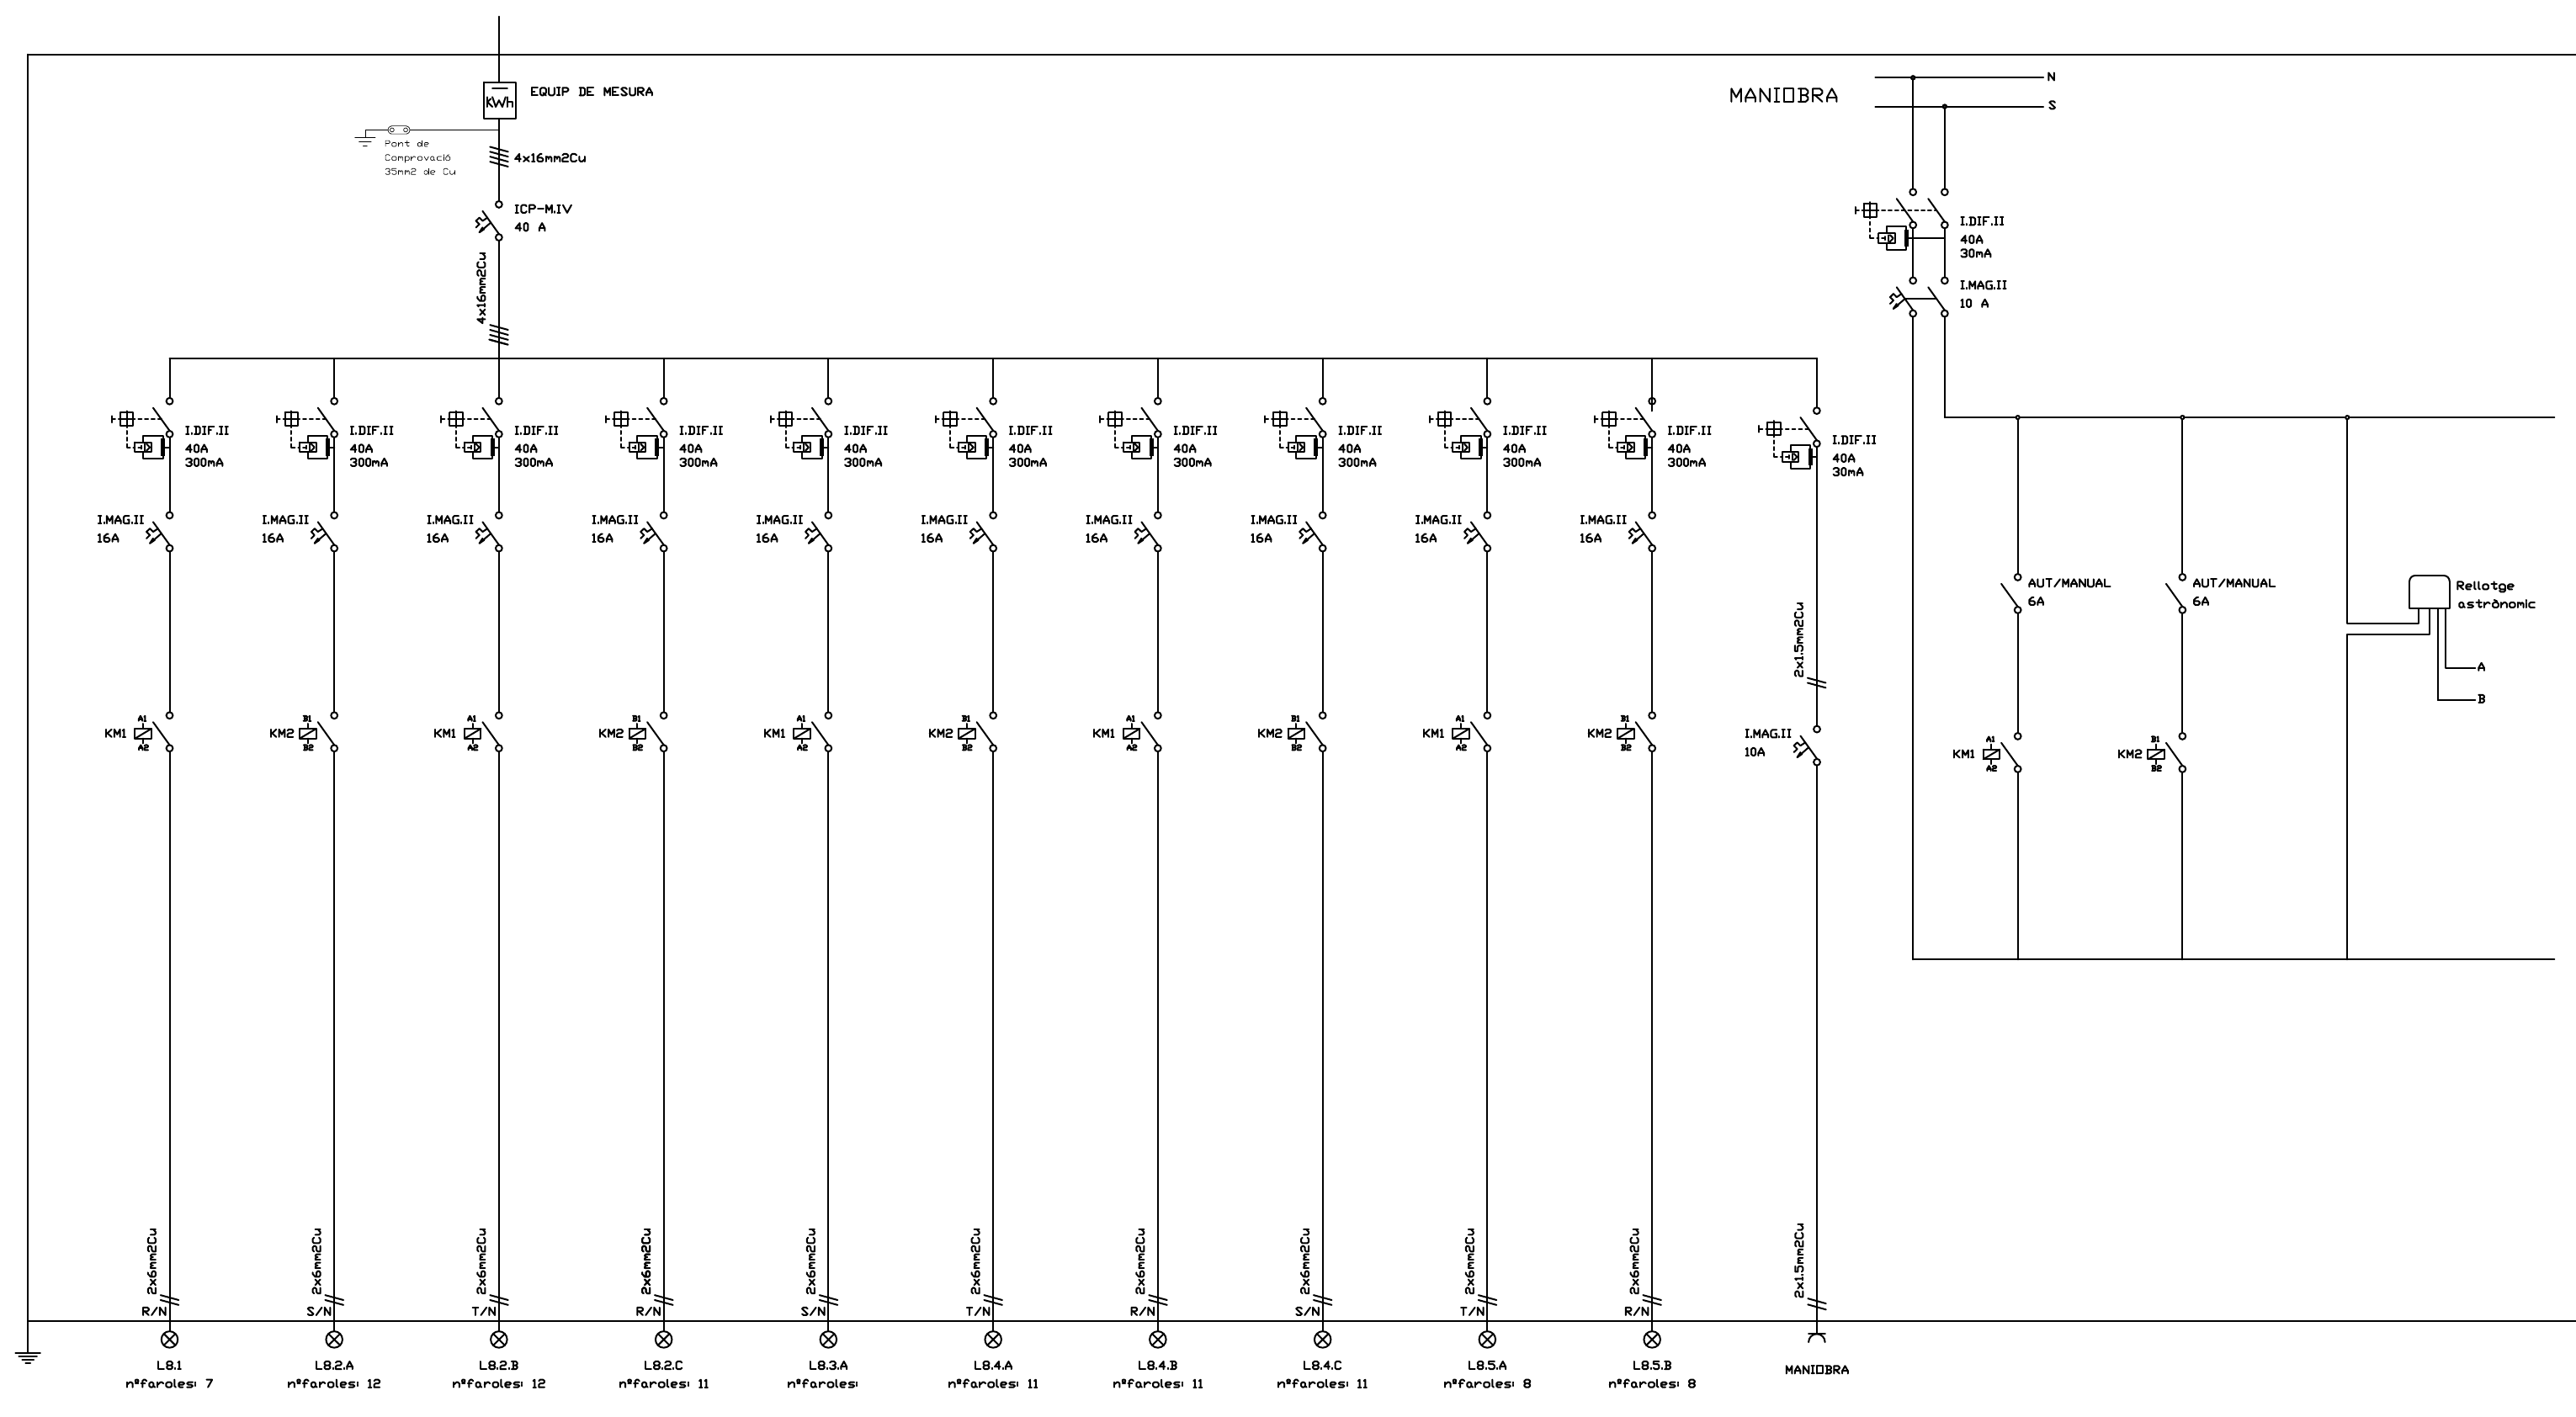 EQUIP DE MESURA
KWh
Pont de
Comprovació
35mm2 de Cu
4x16mm2Cu
ICP-M.IV
40 A
4x16mm2Cu
MANIOBRA
N
S
I.DIF.II
40A
30mA
I.MAG.II
10 A
I.DIF.II
40A
300mA
I.DIF.II
40A
300mA
I.DIF.II
40A
300mA
I.DIF.II
40A
300mA
I.DIF.II
40A
300mA
I.DIF.II
40A
300mA
I.DIF.II
40A
300mA
I.DIF.II
40A
300mA
I.DIF.II
40A
300mA
I.DIF.II
40A
300mA
I.DIF.II
40A
30mA
I.MAG.II
16A
I.MAG.II
16A
I.MAG.II
16A
I.MAG.II
16A
I.MAG.II
16A
I.MAG.II
16A
I.MAG.II
16A
I.MAG.II
16A
I.MAG.II
16A
I.MAG.II
16A
2x1.5mm2Cu
AUT/MANUAL
6A
AUT/MANUAL
6A
Rellotge
astrònomic
A
B
A1
KM1
A2
B1
KM2
B2
A1
KM1
A2
B1
KM2
B2
A1
KM1
A2
B1
KM2
B2
A1
KM1
A2
B1
KM2
B2
A1
KM1
A2
B1
KM2
B2
I.MAG.II
10A
A1
KM1
A2
B1
KM2
B2
2x6mm2Cu
R/N
2x6mm2Cu
S/N
2x6mm2Cu
T/N
2x6mm2Cu
R/N
2x6mm2Cu
S/N
2x6mm2Cu
T/N
2x6mm2Cu
R/N
2x6mm2Cu
S/N
2x6mm2Cu
T/N
2x6mm2Cu
R/N
2x1.5mm2Cu
L8.1
nºfaroles: 7
L8.2.A
nºfaroles: 12
L8.2.B
nºfaroles: 12
L8.2.C
nºfaroles: 11
L8.3.A
nºfaroles:
L8.4.A
nºfaroles: 11
L8.4.B
nºfaroles: 11
L8.4.C
nºfaroles: 11
L8.5.A
nºfaroles: 8
L8.5.B
nºfaroles: 8
MANIOBRA